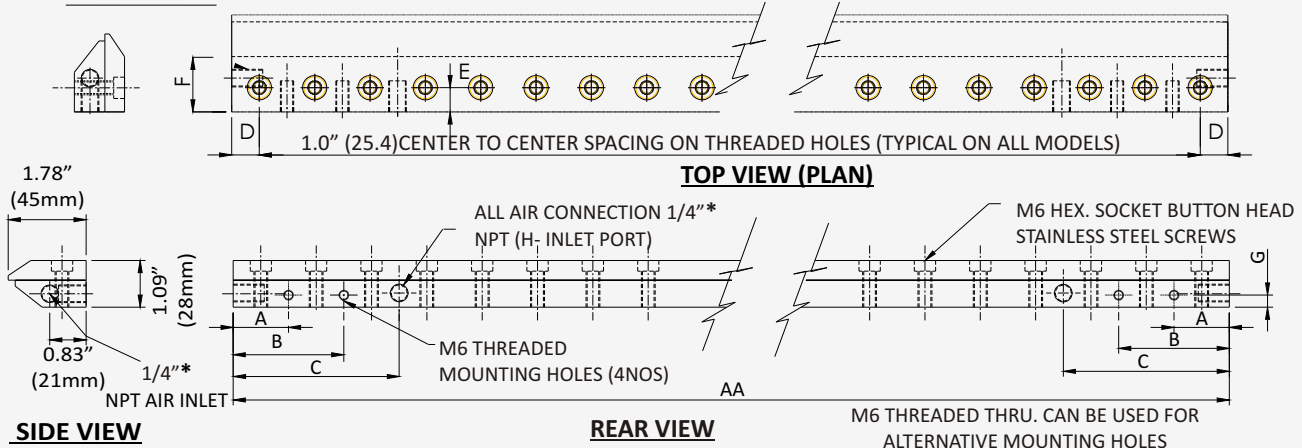 F
E
D
D
1.0” (25.4)CENTER TO CENTER SPACING ON THREADED HOLES (TYPICAL ON ALL MODELS)
TOP VIEW (PLAN)
1.78”
(45mm)
ALL AIR CONNECTION 1/4”*
NPT (H- INLET PORT)
M6 HEX. SOCKET BUTTON HEAD
STAINLESS STEEL SCREWS
G
1.09”
(28mm)
A
B
C
A
B
C
0.83”
(21mm)
1/4”*
NPT AIR INLET
M6 THREADED
MOUNTING HOLES (4NOS)
AA
SIDE VIEW
REAR VIEW
M6 THREADED THRU. CAN BE USED FOR
ALTERNATIVE MOUNTING HOLES